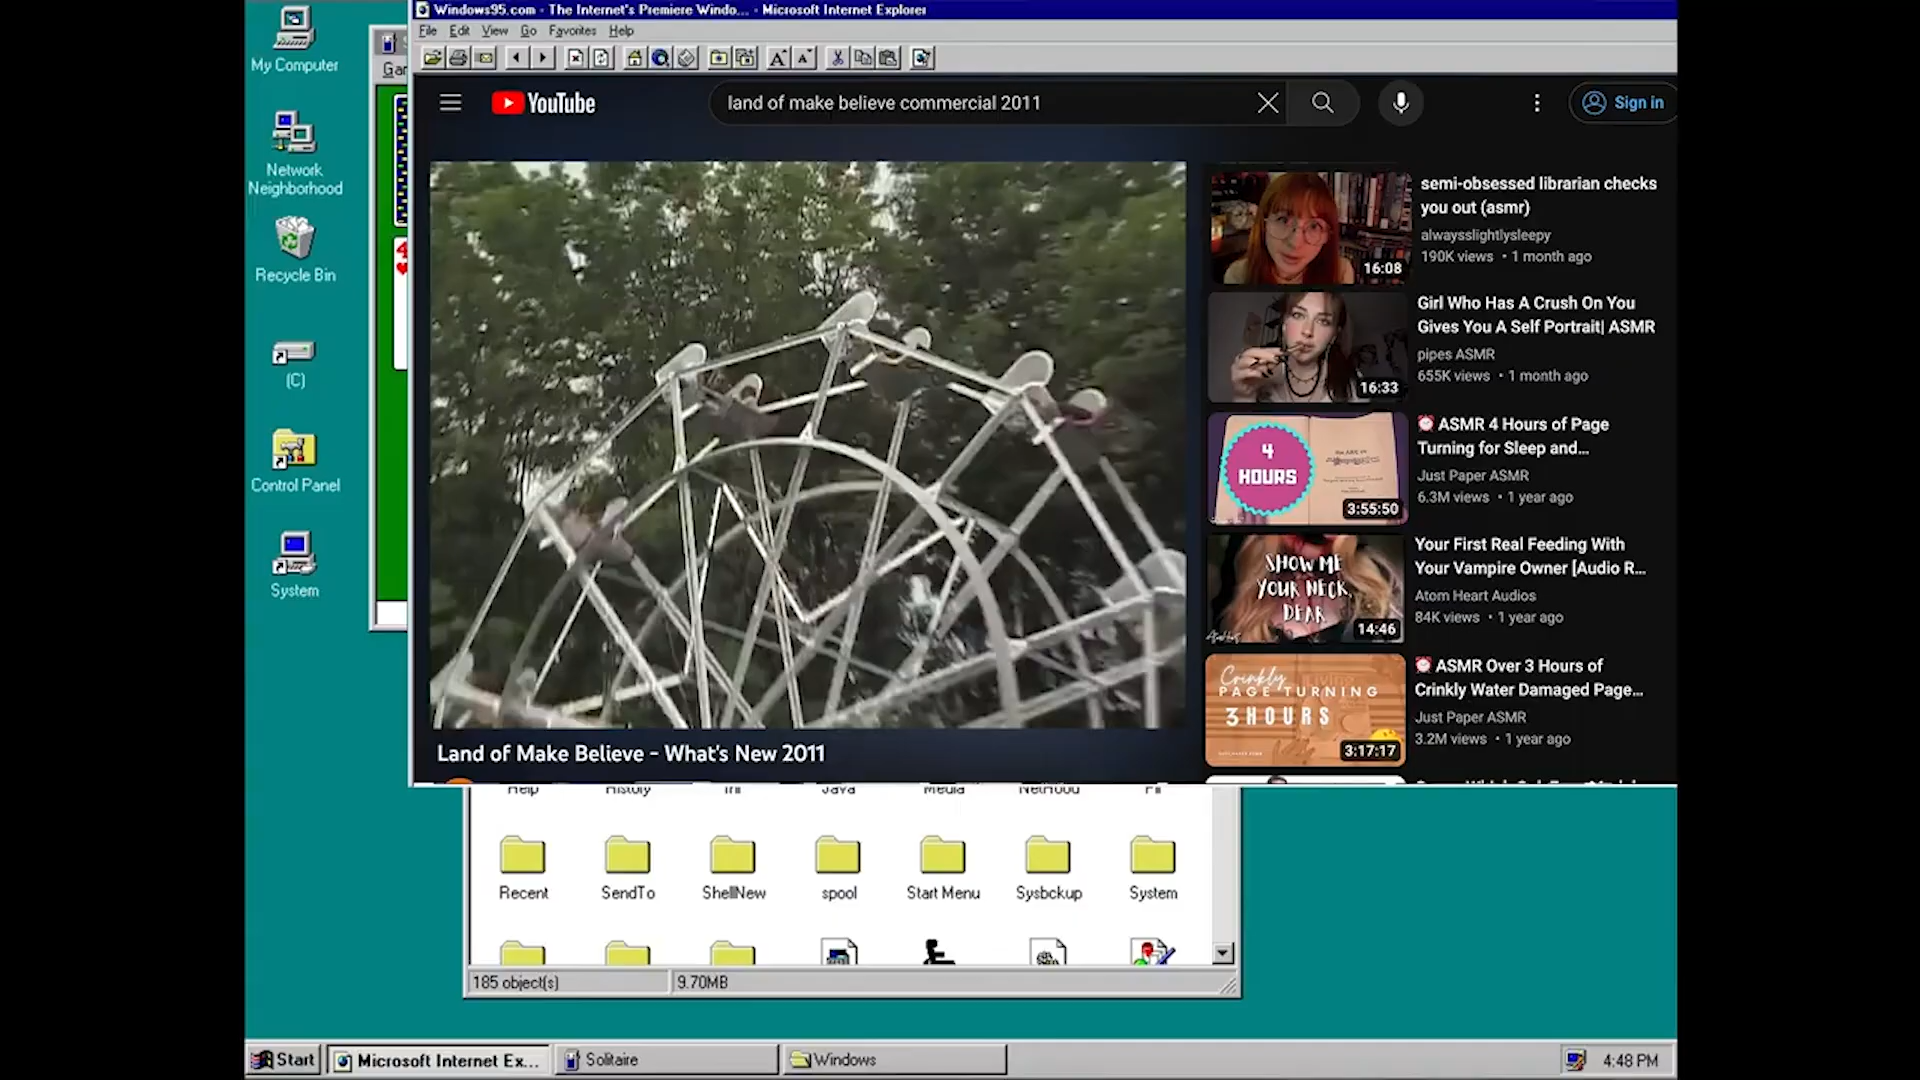 Windows95.com - The Internet's Premiere Windo... - Microsoft Internet Explorer
File Edit View Go Favorites Help
My Computer
Network Neighborhood
Recycle Bin
(C)
Control Panel
System
YouTube
land of make believe commercial 2011
Sign in
Land of Make Believe - What's New 2011
16:08
semi-obsessed librarian checks
you out (asmr)
alwaysslightlysleepy
190K views • 1 month ago
16:33
Girl Who Has A Crush On You
Gives You A Self Portrait| ASMR
pipes ASMR
655K views • 1 month ago
4
HOURS
3:55:50
⏰ ASMR 4 Hours of Page
Turning for Sleep and...
Just Paper ASMR
6.3M views • 1 year ago
SHOW ME
YOUR NECK,
DEAR
14:46
Your First Real Feeding With
Your Vampire Owner [Audio R...
Atom Heart Audios
84K views • 1 year ago
Crinkly
PAGE TURNING
3 HOURS
3:17:17
⏰ ASMR Over 3 Hours of
Crinkly Water Damaged Page...
Just Paper ASMR
3.2M views • 1 year ago
Help History Inf Java Media NetHood Pif
Recent SendTo ShellNew spool Start Menu Sysbckup System
185 object(s) 9.70MB
Start Microsoft Internet Ex... Solitaire Windows 4:48 PM